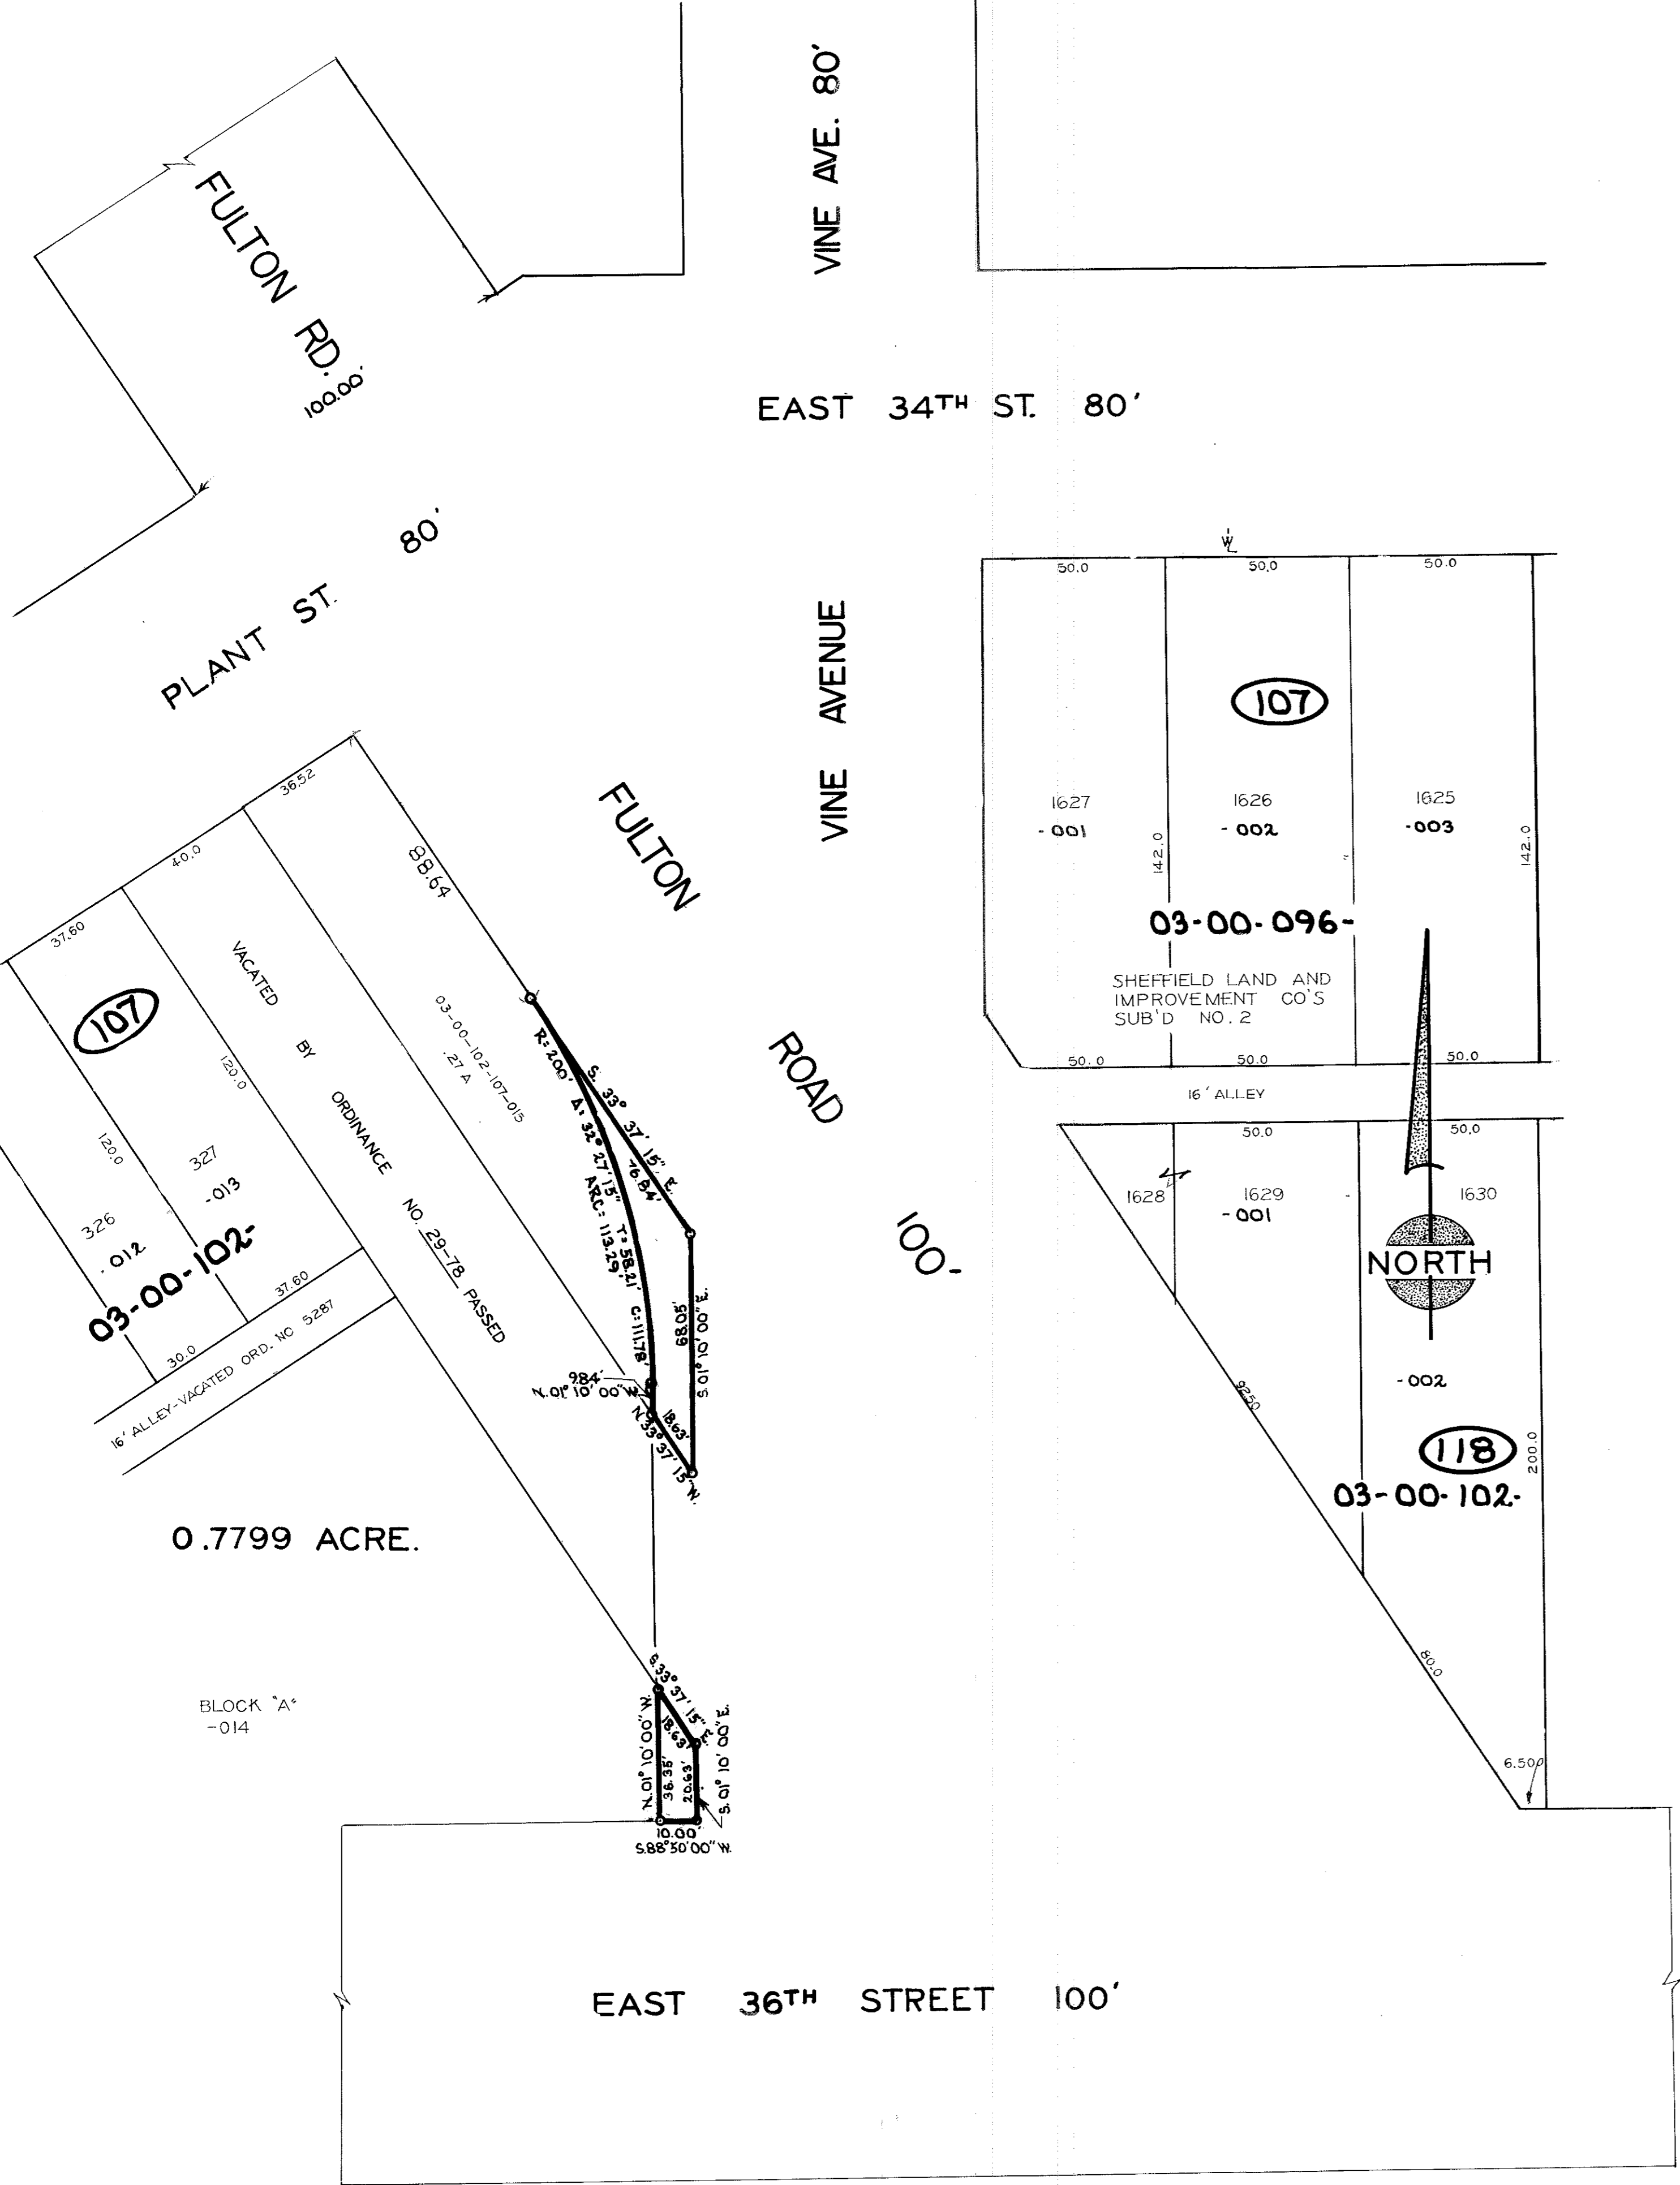 VINE AVE. 80'
FULTON RD.
100.00'
EAST 34TH ST. 80'
PLANT ST. 80'
50.0
50.0
50.0
VINE AVENUE
107
1627
-001
1626
-002
1625
-003
142.0
142.0
03-00-096-
SHEFFIELD LAND AND
IMPROVEMENT CO'S
SUB'D NO. 2
50.0
50.0
50.0
16' ALLEY
36.52
40.0
37.60
88.64
FULTON
ROAD
100-
107
VACATED BY ORDINANCE NO. 29-78 PASSED
03-00-102-107-015
.27 A
120.0
120.0
327
-013
326
-012
03-00-102-
37.60
30.0
16' ALLEY-VACATED ORD. NO 5287
S. 33° 37' 15" E.
76.84'
R=200' Δ=32° 27' 15" T=58.21' C=111.78'
ARC=113.29'
68.05'
S. 01° 10' 00" E.
9.84'
N. 01° 10' 00" W.
18.63'
N. 33° 37' 15" W.
50.0
50.0
1628
1629
-001
1630
NORTH
-002
118
03-00-102-
92.50
200.0
80.0
6.50
0.7799 ACRE.
BLOCK "A"
-014
S. 33° 37' 15" E.
18.63'
N. 01° 10' 00" W.
36.35'
20.63'
S. 01° 10' 00" E.
10.00'
S. 88° 50' 00" W.
EAST 36TH STREET 100'